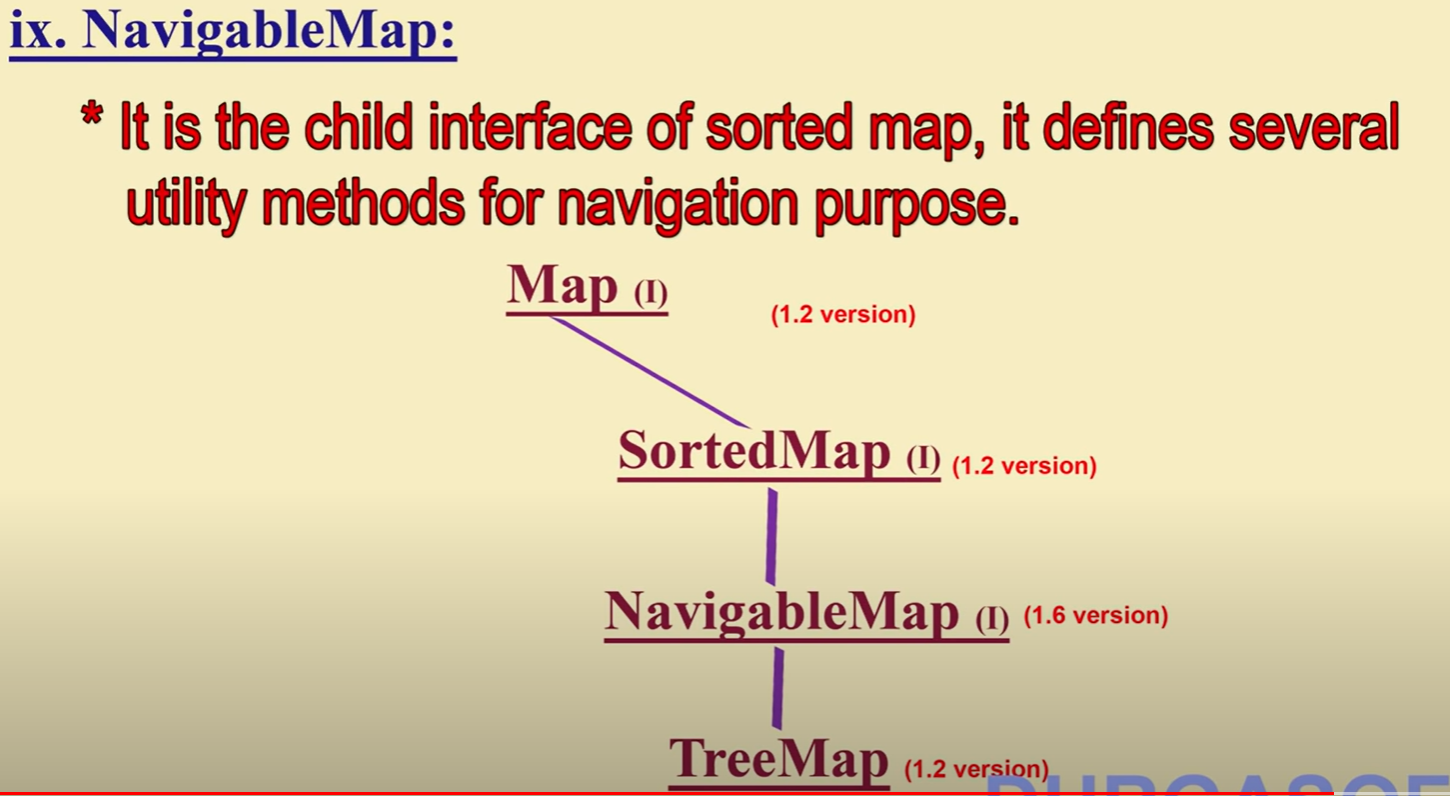 ix. NavigableMap:
* It is the child interface of sorted map, it defines several
utility methods for navigation purpose.
Map (I)
(1.2 version)
SortedMap (I) (1.2 version)
NavigableMap (I) (1.6 version)
TreeMap (1.2 version)